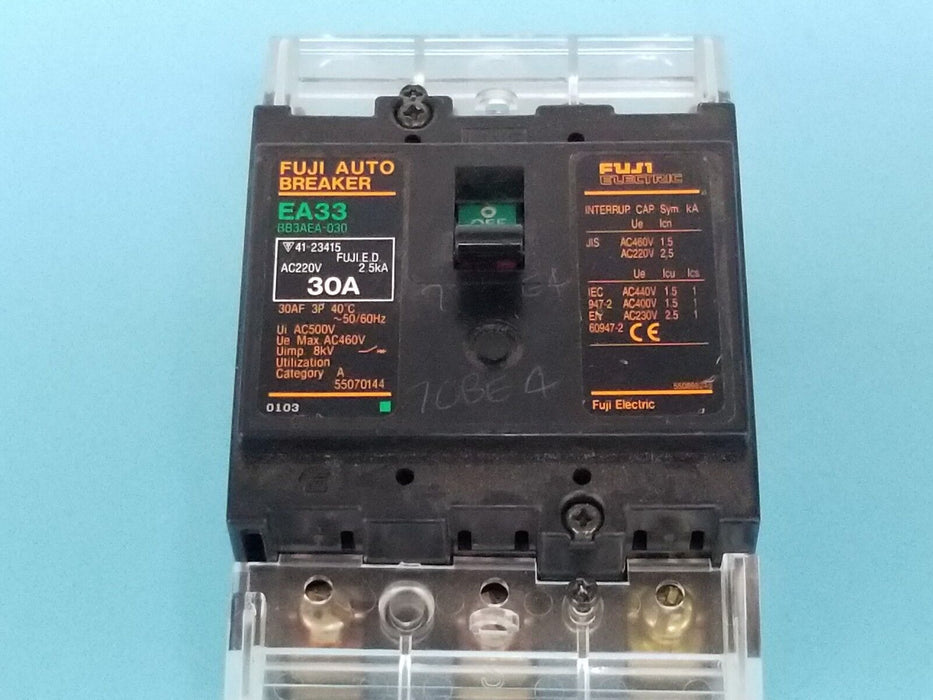 FUJI AUTO
BREAKER
EA33
BB3AEA-030
41-23415
FUJI E.D.
AC220V 2.5kA
30A
30AF 3P 40°C
~50/60Hz
Ui AC500V
Ue Max. AC460V
Uimp. 8kV
Utilization
Category A
55070144
0103
OFF
70BE 4
FUJI
ELECTRIC
INTERRUP CAP Sym. kA
Ue Icn
JIS AC460V 1.5
AC220V 2.5
Ue Icu Ics
IEC AC440V 1.5 1
947-2 AC400V 1.5 1
EN AC230V 2.5 1
60947-2 CE
Fuji Electric